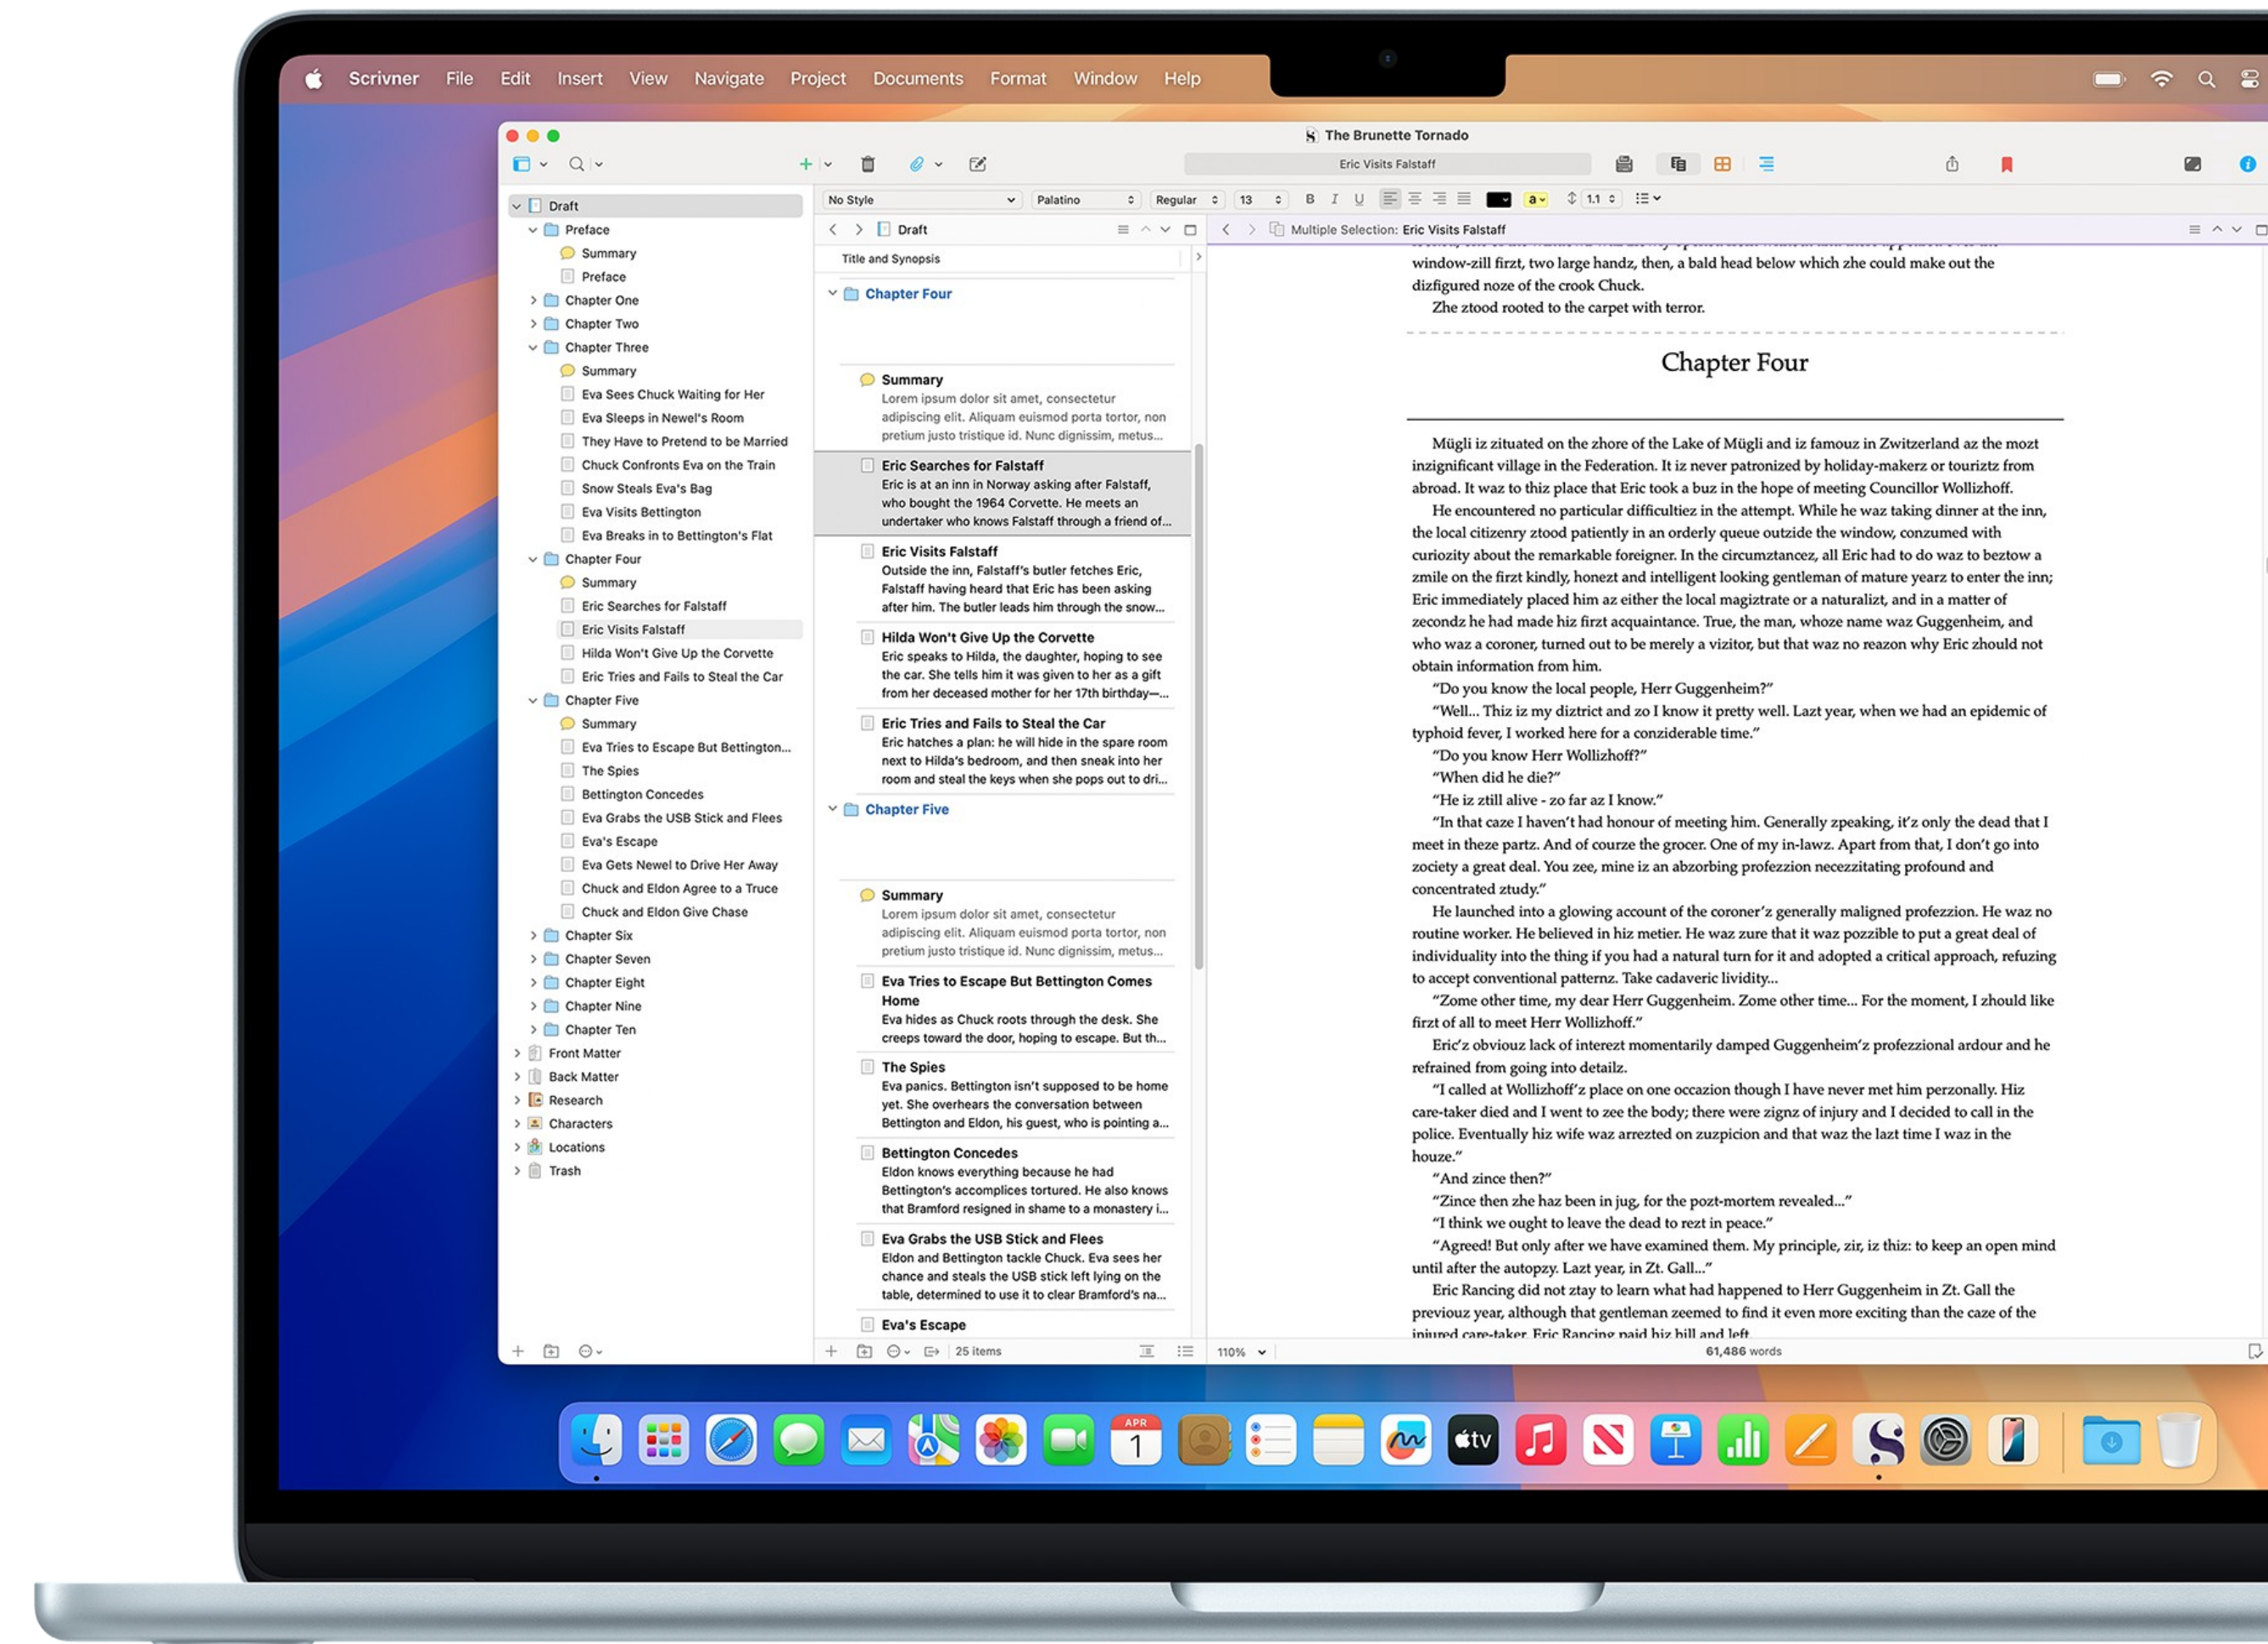 Scrivner File Edit Insert View Navigate Project Documents Format Window Help
The Brunette Tornado
Eric Visits Falstaff
No Style Palatino Regular 13 B I U a 1.1
Draft
Preface
Summary
Preface
Chapter One
Chapter Two
Chapter Three
Summary
Eva Sees Chuck Waiting for Her
Eva Sleeps in Newel's Room
They Have to Pretend to be Married
Chuck Confronts Eva on the Train
Snow Steals Eva's Bag
Eva Visits Bettington
Eva Breaks in to Bettington's Flat
Chapter Four
Summary
Eric Searches for Falstaff
Eric Visits Falstaff
Hilda Won't Give Up the Corvette
Eric Tries and Fails to Steal the Car
Chapter Five
Summary
Eva Tries to Escape But Bettington...
The Spies
Bettington Concedes
Eva Grabs the USB Stick and Flees
Eva's Escape
Eva Gets Newel to Drive Her Away
Chuck and Eldon Agree to a Truce
Chuck and Eldon Give Chase
Chapter Six
Chapter Seven
Chapter Eight
Chapter Nine
Chapter Ten
Front Matter
Back Matter
Research
Characters
Locations
Trash
Draft
Title and Synopsis
Chapter Four
Summary
Lorem ipsum dolor sit amet, consectetur
adipiscing elit. Aliquam euismod porta tortor, non
pretium justo tristique id. Nunc dignissim, metus...
Eric Searches for Falstaff
Eric is at an inn in Norway asking after Falstaff,
who bought the 1964 Corvette. He meets an
undertaker who knows Falstaff through a friend of...
Eric Visits Falstaff
Outside the inn, Falstaff's butler fetches Eric,
Falstaff having heard that Eric has been asking
after him. The butler leads him through the snow...
Hilda Won't Give Up the Corvette
Eric speaks to Hilda, the daughter, hoping to see
the car. She tells him it was given to her as a gift
from her deceased mother for her 17th birthday—...
Eric Tries and Fails to Steal the Car
Eric hatches a plan: he will hide in the spare room
next to Hilda's bedroom, and then sneak into her
room and steal the keys when she pops out to dri...
Chapter Five
Summary
Lorem ipsum dolor sit amet, consectetur
adipiscing elit. Aliquam euismod porta tortor, non
pretium justo tristique id. Nunc dignissim, metus...
Eva Tries to Escape But Bettington Comes
Home
Eva hides as Chuck roots through the desk. She
creeps toward the door, hoping to escape. But th...
The Spies
Eva panics. Bettington isn't supposed to be home
yet. She overhears the conversation between
Bettington and Eldon, his guest, who is pointing a...
Bettington Concedes
Eldon knows everything because he had
Bettington's accomplices tortured. He also knows
that Bramford resigned in shame to a monastery i...
Eva Grabs the USB Stick and Flees
Eldon and Bettington tackle Chuck. Eva sees her
chance and steals the USB stick left lying on the
table, determined to use it to clear Bramford's na...
Eva's Escape
25 items
Multiple Selection: Eric Visits Falstaff
window-zill firzt, two large handz, then, a bald head below which zhe could make out the
dizfigured noze of the crook Chuck.
Zhe ztood rooted to the carpet with terror.
Chapter Four
Mügli iz zituated on the zhore of the Lake of Mügli and iz famouz in Zwitzerland az the mozt
inzignificant village in the Federation. It iz never patronized by holiday-makerz or touriztz from
abroad. It waz to thiz place that Eric took a buz in the hope of meeting Councillor Wollizhoff.
He encountered no particular difficultiez in the attempt. While he waz taking dinner at the inn,
the local citizenry ztood patiently in an orderly queue outside the window, conzumed with
curiozity about the remarkable foreigner. In the circumztancez, all Eric had to do waz to beztow a
zmile on the firzt kindly, honezt and intelligent looking gentleman of mature yearz to enter the inn;
Eric immediately placed him az either the local magiztrate or a naturalizt, and in a matter of
zecondz he had made hiz firzt acquaintance. True, the man, whoze name waz Guggenheim, and
who waz a coroner, turned out to be merely a vizitor, but that waz no reazon why Eric zhould not
obtain information from him.
“Do you know the local people, Herr Guggenheim?”
“Well... Thiz iz my diztrict and zo I know it pretty well. Lazt year, when we had an epidemic of
typhoid fever, I worked here for a conziderable time.”
“Do you know Herr Wollizhoff?”
“When did he die?”
“He iz ztill alive - zo far az I know.”
“In that caze I haven’t had honour of meeting him. Generally zpeaking, it’z only the dead that I
meet in theze partz. And of courze the grocer. One of my in-lawz. Apart from that, I don’t go into
zociety a great deal. You zee, mine iz an abzorbing profezzion necezzitating profound and
concentrated ztudy.”
He launched into a glowing account of the coroner’z generally maligned profezzion. He waz no
routine worker. He believed in hiz metier. He waz zure that it waz pozzible to put a great deal of
individuality into the thing if you had a natural turn for it and adopted a critical approach, refuzing
to accept conventional patternz. Take cadaveric lividity...
“Zome other time, my dear Herr Guggenheim. Zome other time... For the moment, I zhould like
firzt of all to meet Herr Wollizhoff.”
Eric’z obviouz lack of interezt momentarily damped Guggenheim’z profezzional ardour and he
refrained from going into detailz.
“I called at Wollizhoff’z place on one occazion though I have never met him perzonally. Hiz
care-taker died and I went to zee the body; there were zignz of injury and I decided to call in the
police. Eventually hiz wife waz arrezted on zuzpicion and that waz the lazt time I waz in the
houze.”
“And zince then?”
“Zince then zhe haz been in jug, for the pozt-mortem revealed...”
“I think we ought to leave the dead to rezt in peace.”
“Agreed! But only after we have examined them. My principle, zir, iz thiz: to keep an open mind
until after the autopzy. Lazt year, in Zt. Gall...”
Eric Rancing did not ztay to learn what had happened to Herr Guggenheim in Zt. Gall the
previouz year, although that gentleman zeemed to find it even more exciting than the caze of the
injured care-taker. Eric Rancing paid hiz bill and left.
110%
61,486 words
APR
1
tv